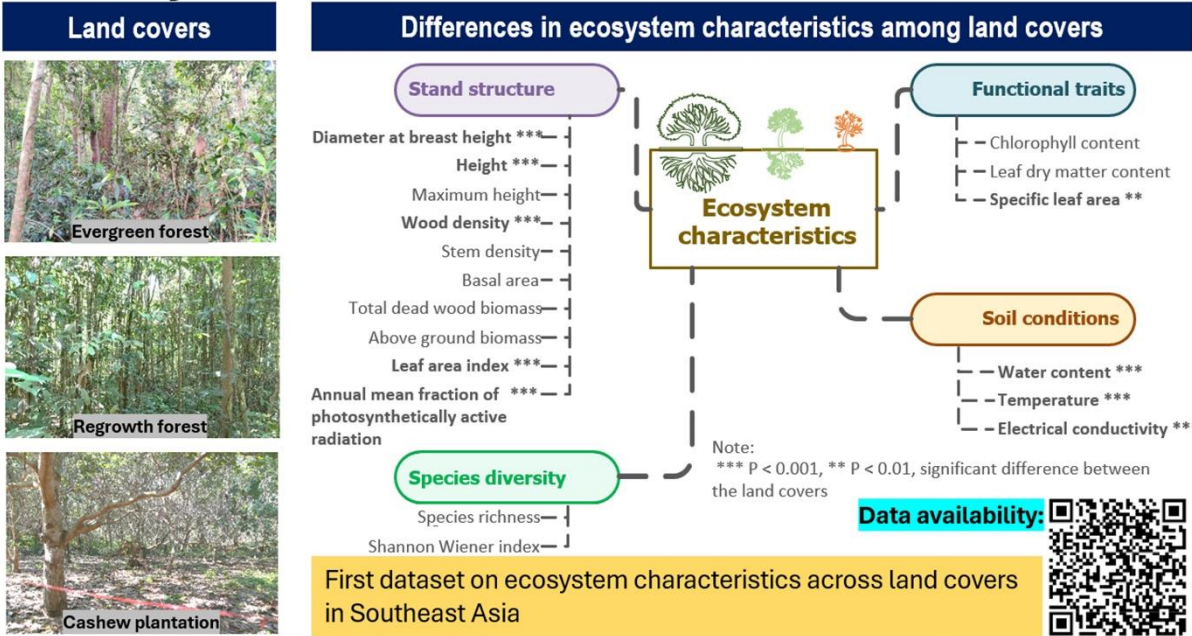 Land covers
Evergreen forest
Regrowth forest
Cashew plantation
Differences in ecosystem characteristics among land covers
Stand structure
Diameter at breast height ***
Height ***
Maximum height
Wood density ***
Stem density
Basal area
Total dead wood biomass
Above ground biomass
Leaf area index ***
Annual mean fraction of ***
photosynthetically active
radiation
Species diversity
Species richness
Shannon Wiener index
Ecosystem
characteristics
Functional traits
Chlorophyll content
Leaf dry matter content
Specific leaf area **
Soil conditions
Water content ***
Temperature ***
Electrical conductivity ***
Note:
*** P < 0.001, ** P < 0.01, significant difference between
the land covers
Data availability:
First dataset on ecosystem characteristics across land covers
in Southeast Asia